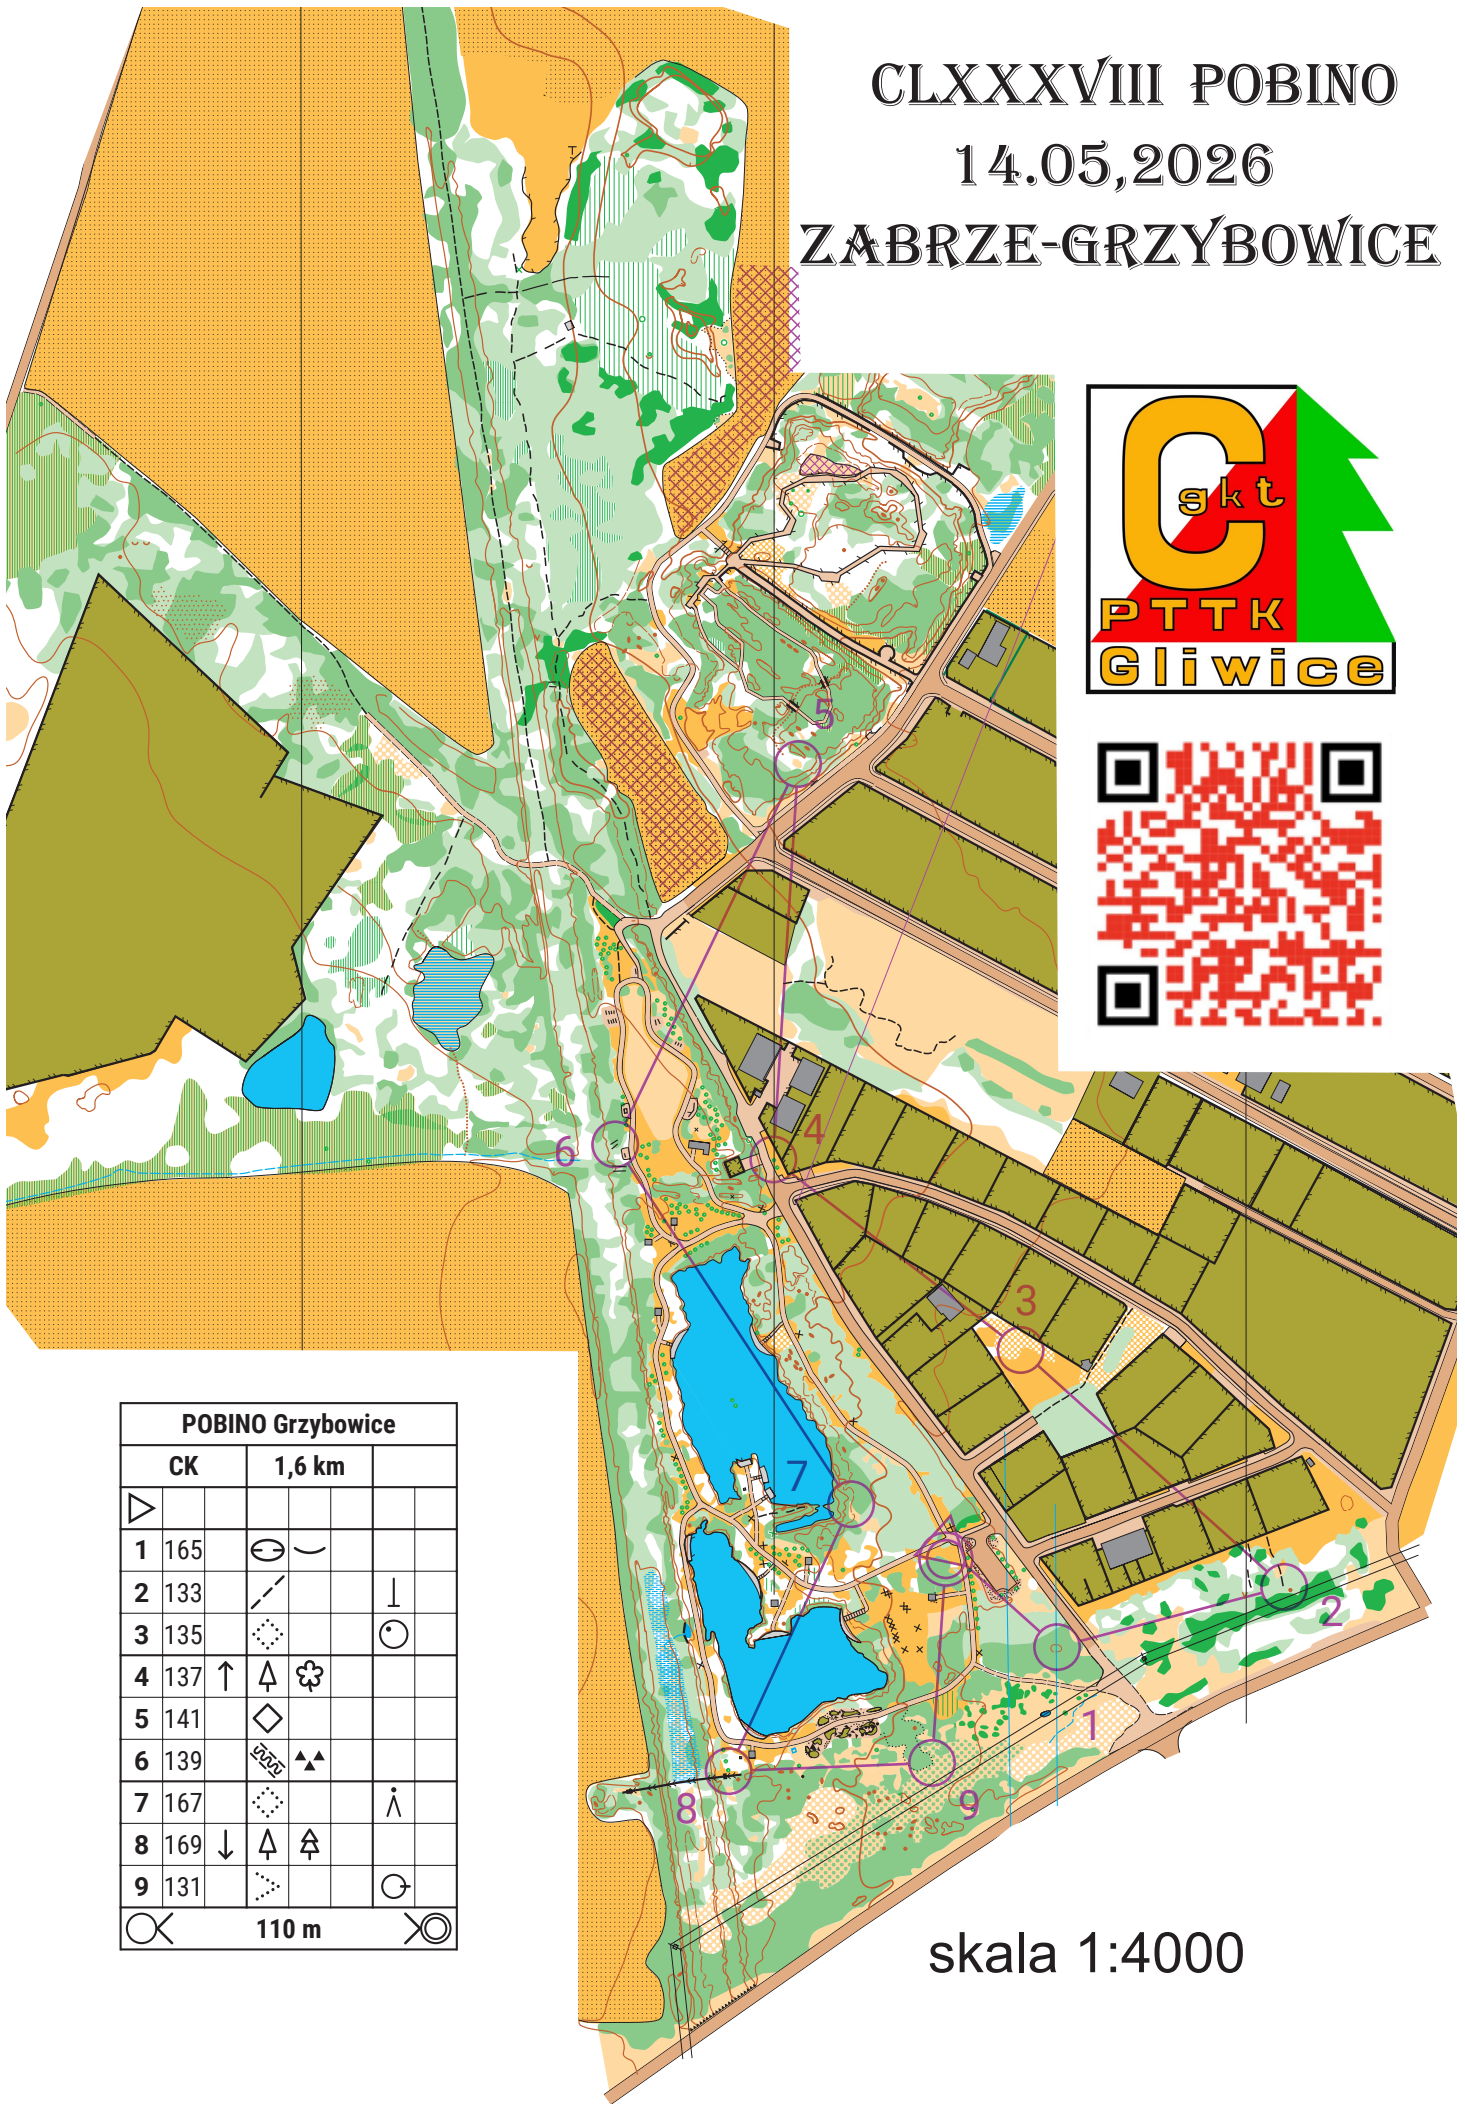 CLXXXVIII POBINO
14.05,2026
ZABRZE-GRZYBOWICE
C
gkt
PTTK
Gliwice
5
4
6
3
7
2
1
8
9
POBINO Grzybowice
CK 1,6 km
1 165
2 133
3 135
4 137
5 141
6 139
7 167
8 169
9 131
110 m
skala 1:4000